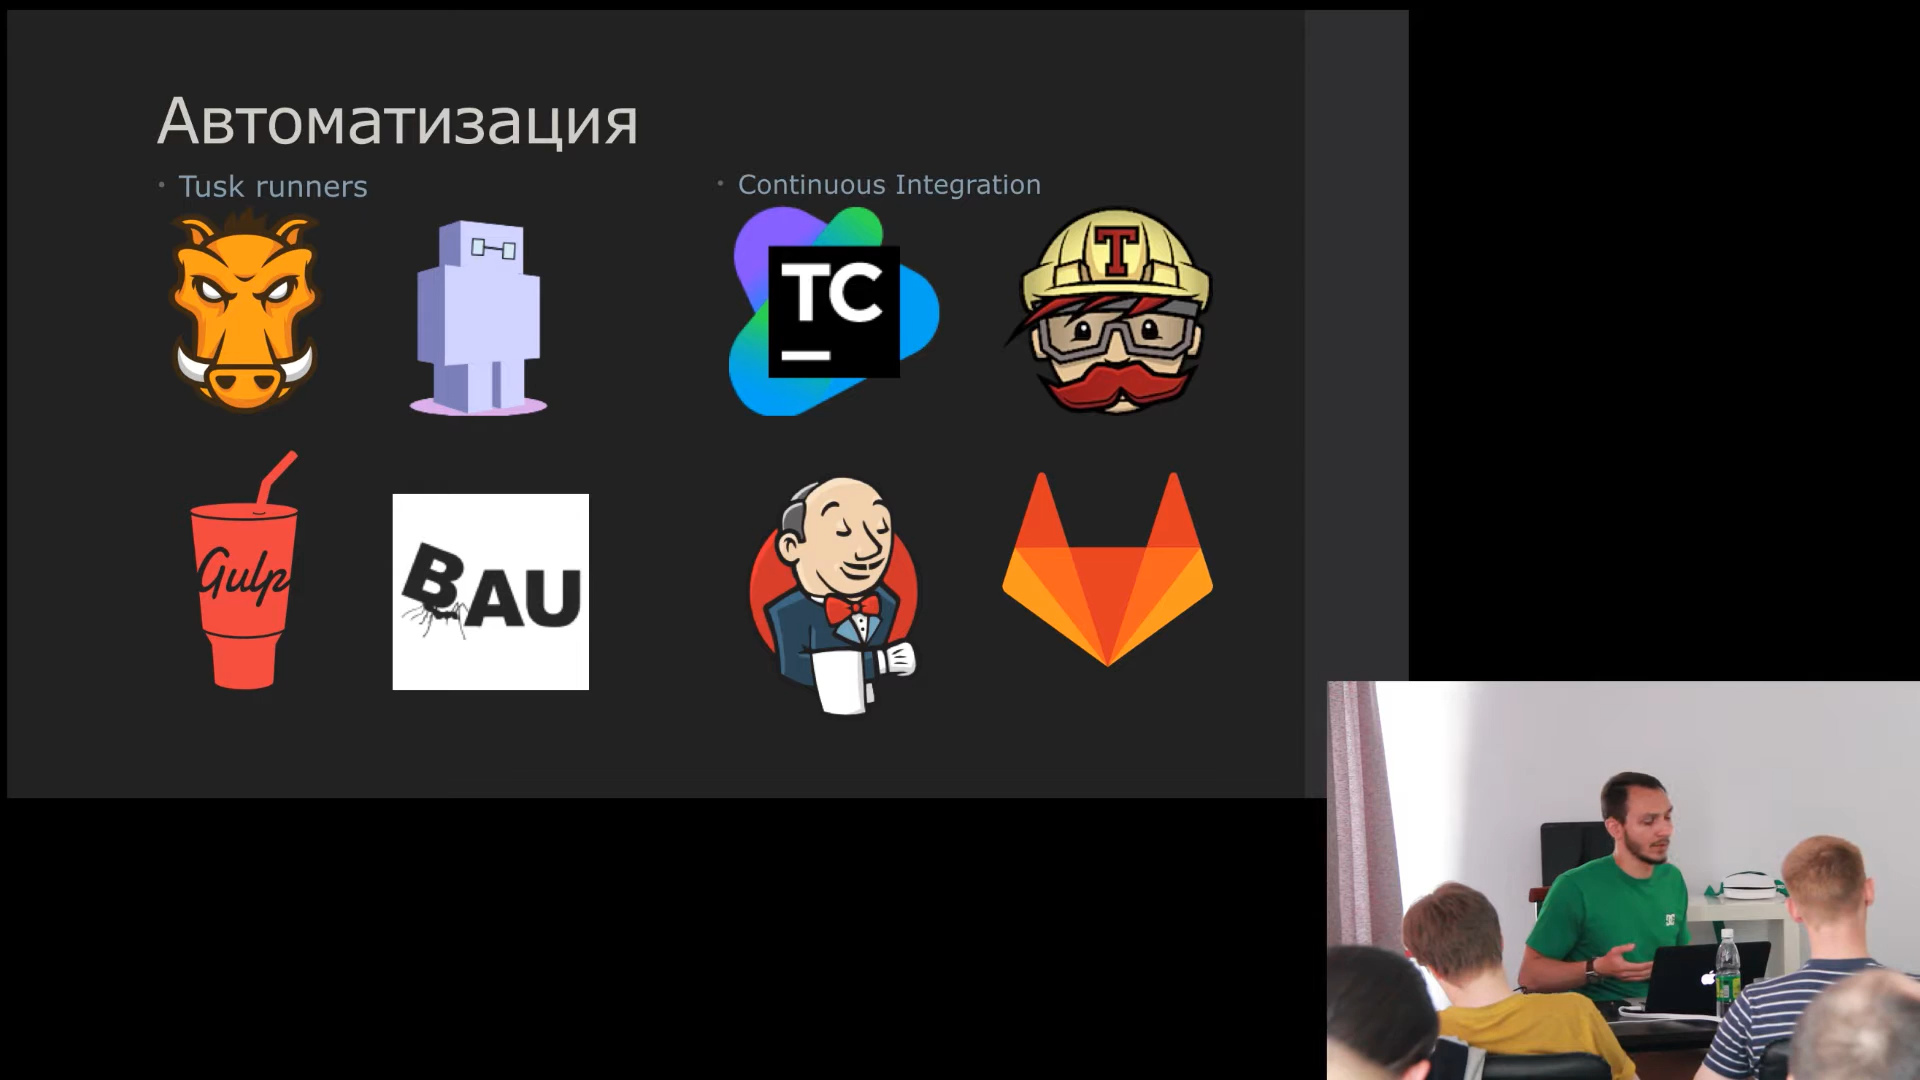 Автоматизация
Tusk runners
Continuous Integration
TC
T
Gulp
BAU